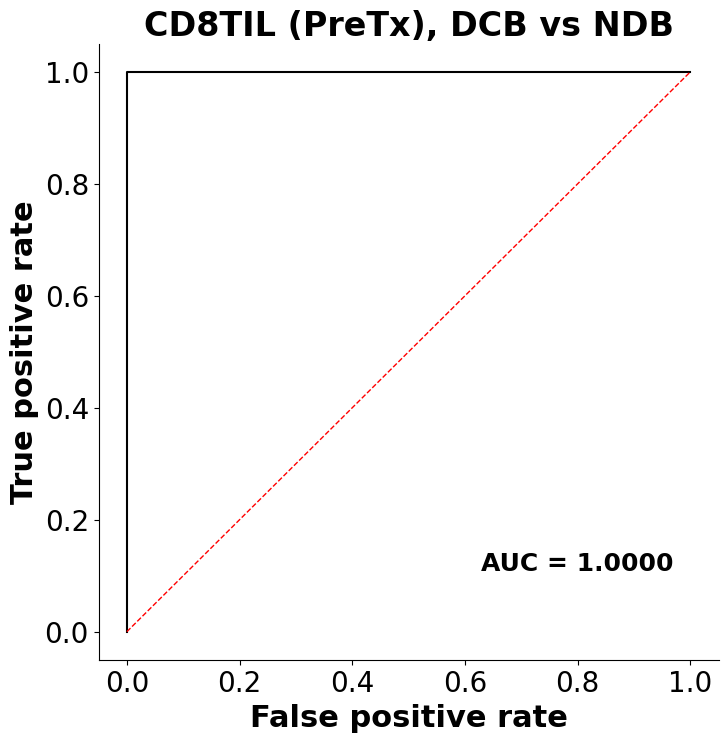 CD8TIL (PreTx), DCB vs NDB
True positive rate
1.0
0.8
0.6
0.4
0.2
0.0
AUC = 1.0000
0.0 0.2 0.4 0.6 0.8 1.0
False positive rate